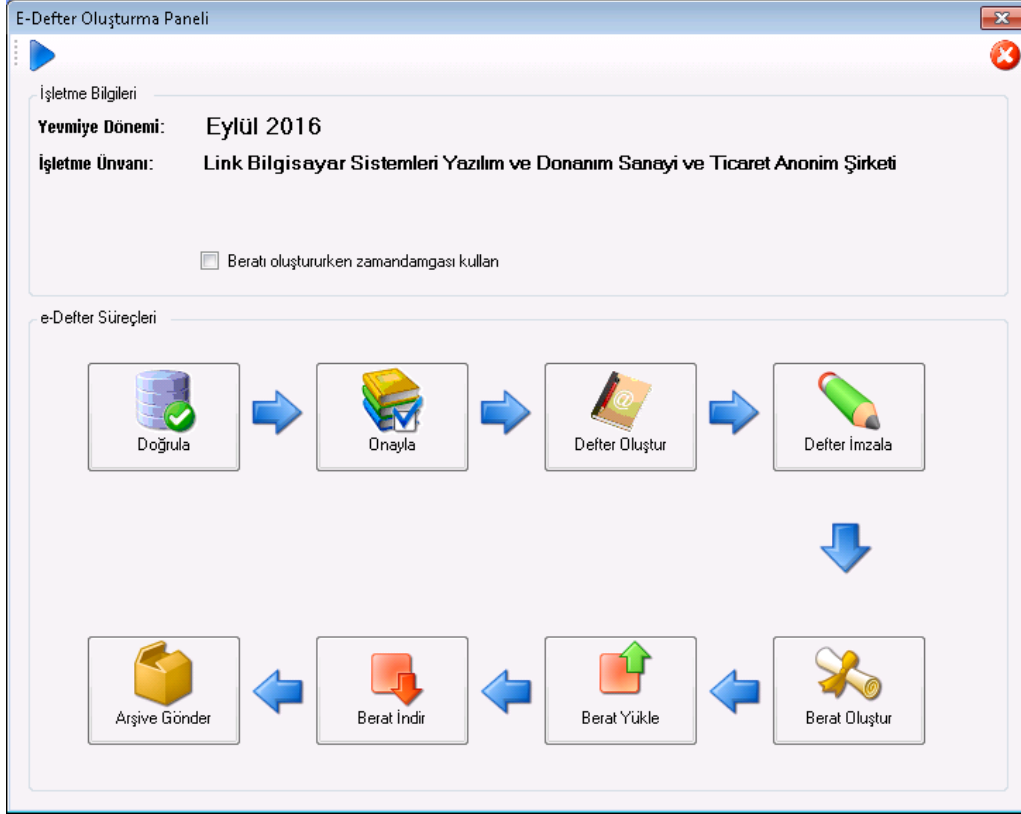 E-Defter Oluşturma Paneli
İşletme Bilgileri
Yevmiye Dönemi: Eylül 2016
İşletme Ünvanı: Link Bilgisayar Sistemleri Yazılım ve Donanım Sanayi ve Ticaret Anonim Şirketi
Beratı oluştururken zamandamgası kullan
e-Defter Süreçleri
Doğrula
Onayla
Defter Oluştur
Defter İmzala
Arşive Gönder
Berat İndir
Berat Yükle
Berat Oluştur